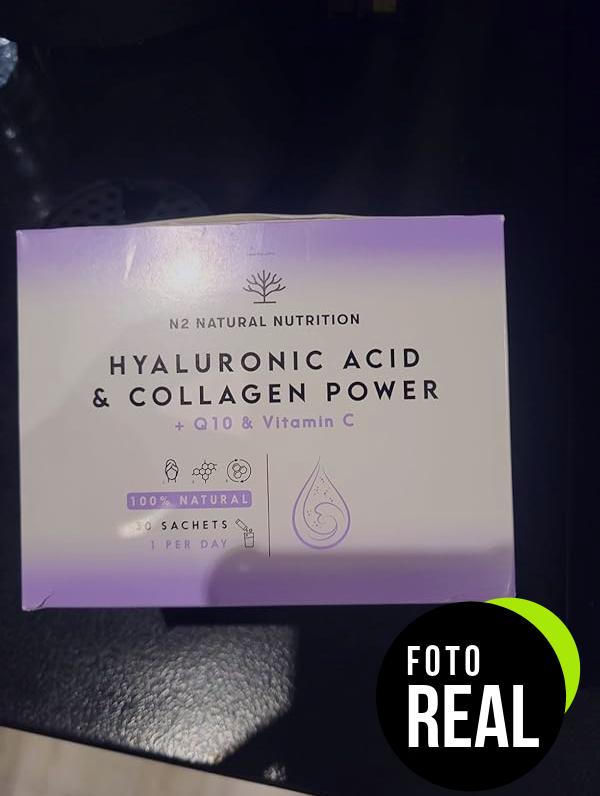 N2 NATURAL NUTRITION
HYALURONIC ACID
& COLLAGEN POWER
+ Q10 & Vitamin C
100% NATURAL
30 SACHETS
1 PER DAY
FOTO
REAL